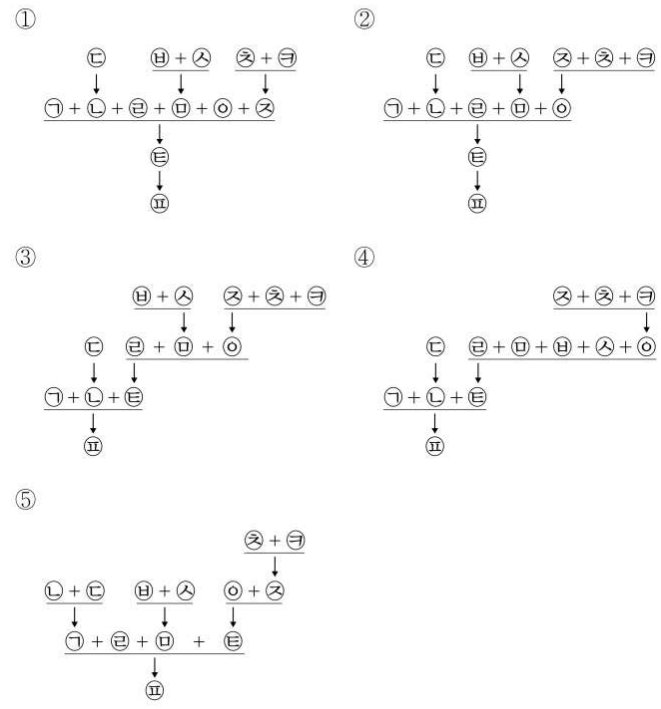 ① ②
㉢ ㉥+㉦ ㉩+㉪ ㉢ ㉥+㉦ ㉨+㉩+㉪
㉠+㉡+㉣+㉤+㉧+㉨ ㉠+㉡+㉣+㉤+㉧
㉫ ㉫
㉭ ㉭
③ ④
㉥+㉦ ㉨+㉩+㉪ ㉨+㉩+㉪
㉢ ㉣+㉤+㉧ ㉢ ㉣+㉤+㉥+㉦+㉧
㉠+㉡+㉫ ㉠+㉡+㉫
㉬ ㉬
⑤
㉩+㉪
㉡+㉢ ㉥+㉦ ㉧+㉨
㉠+㉣+㉤+㉫
㉬